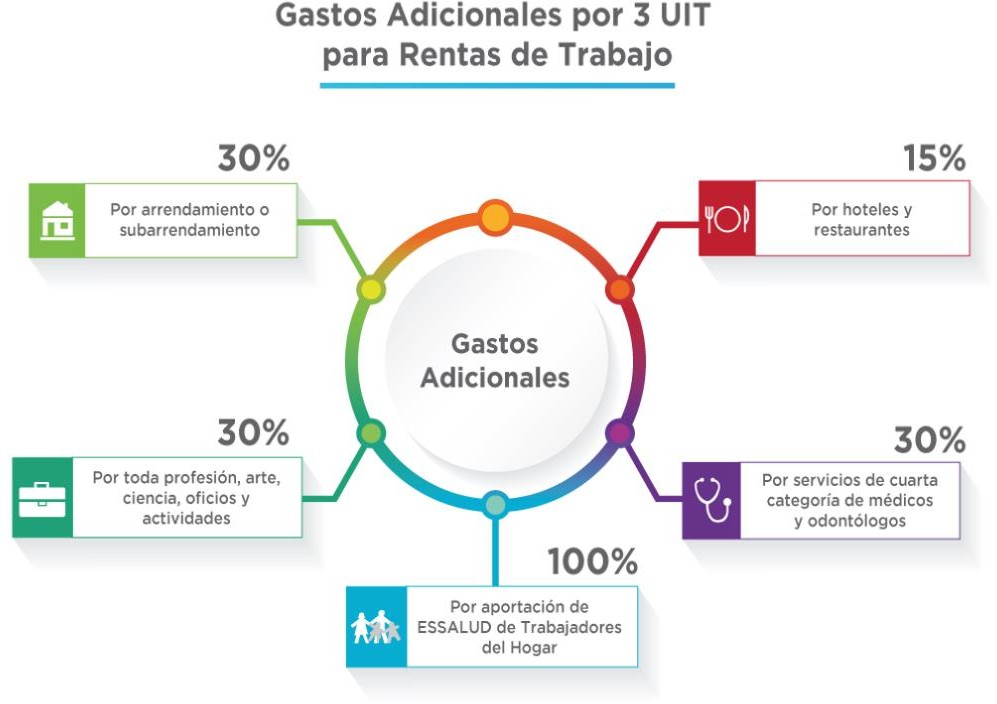 Gastos Adicionales por 3 UIT
para Rentas de Trabajo
30%
Por arrendamiento o
subarrendamiento
15%
Por hoteles y
restaurantes
Gastos
Adicionales
30%
Por toda profesión, arte,
ciencia, oficios y
actividades
30%
Por servicios de cuarta
categoría de médicos
y odontólogos
100%
Por aportación de
ESSALUD de Trabajadores
del Hogar